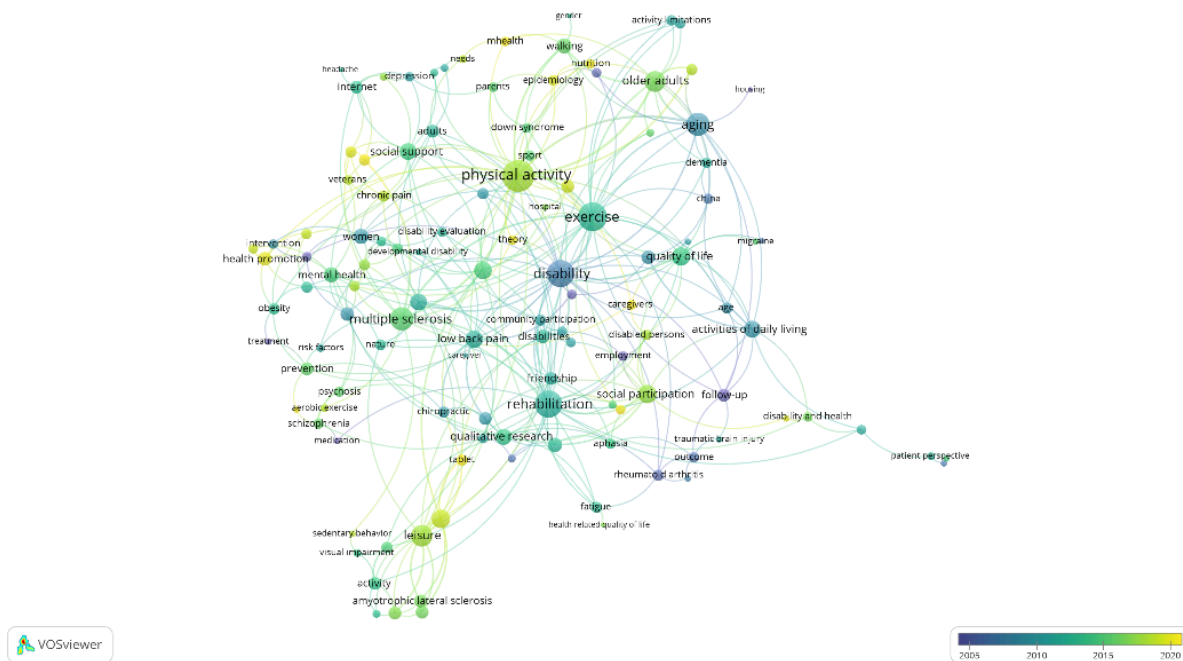 gender
activity limitations
mhealth
walking
needs
nutrition
headache
depression
internet
epidemiology
older adults
parents
housing
aging
adults
down syndrome
social support
sport
dementia
physical activity
veterans
chronic pain
china
hospital
exercise
disability evaluation
women
theory
migraine
intervention
developmental disability
quality of life
health promotion
mental health
disability
caregivers
obesity
age
multiple sclerosis
community participation
activities of daily living
treatment
low back pain
disabilities
disabled persons
nature
risk factors
caregiver
employment
prevention
friendship
psychosis
social participation
follow-up
rehabilitation
aerobic exercise
chiropractic
disability and health
schizophrenia
qualitative research
mediation
aphasia
traumatic brain injury
tablet
outcome
patient perspective
rheumatoid arthritis
fatigue
health related quality of life
sedentary behavior
leisure
visual impairment
activity
amyotrophic lateral sclerosis
VOSviewer
2005 2010 2015 2020